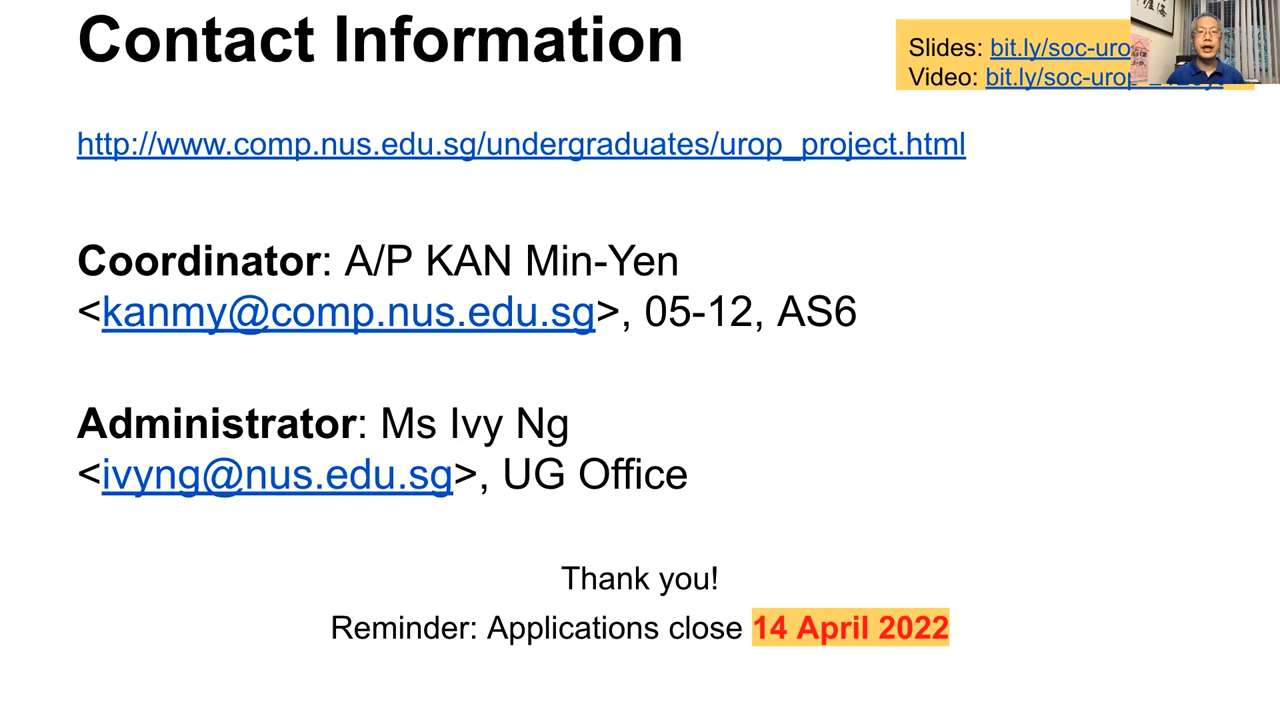 Contact Information
Slides: bit.ly/soc-uro
Video: bit.ly/soc-urop
http://www.comp.nus.edu.sg/undergraduates/urop_project.html
Coordinator: A/P KAN Min-Yen
<kanmy@comp.nus.edu.sg>, 05-12, AS6
Administrator: Ms Ivy Ng
<ivyng@nus.edu.sg>, UG Office
Thank you!
Reminder: Applications close 14 April 2022